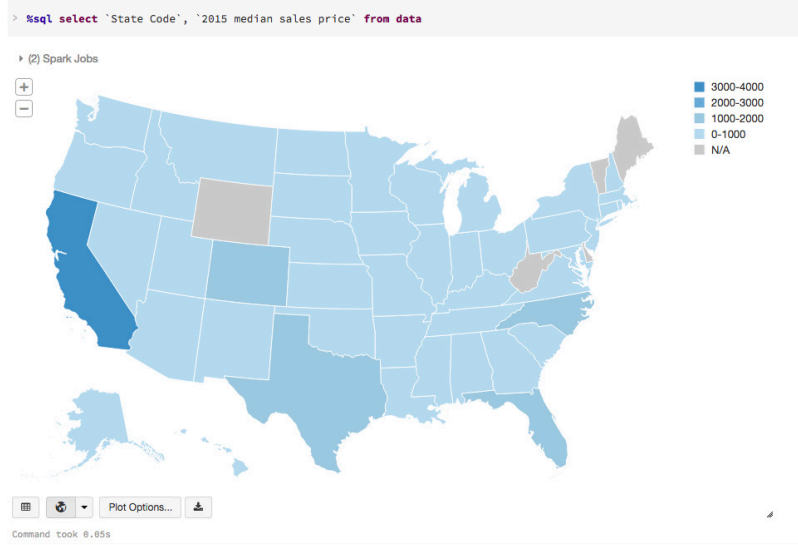 > %sql select `State Code`, `2015 median sales price` from data
▸ (2) Spark Jobs
+
−
3000-4000
2000-3000
1000-2000
0-1000
N/A
Plot Options...
Command took 0.05s